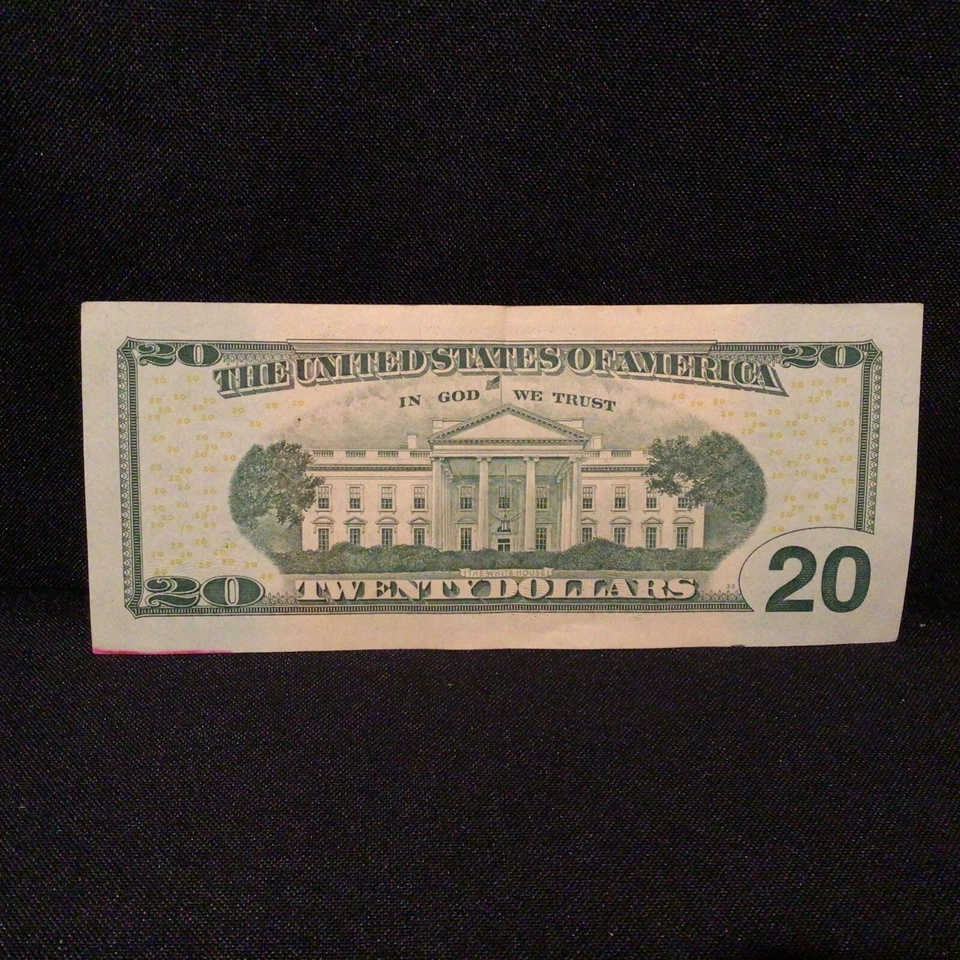 20 20
THE UNITED STATES OF AMERICA
IN GOD WE TRUST
THE WHITE HOUSE
20 TWENTY DOLLARS 20